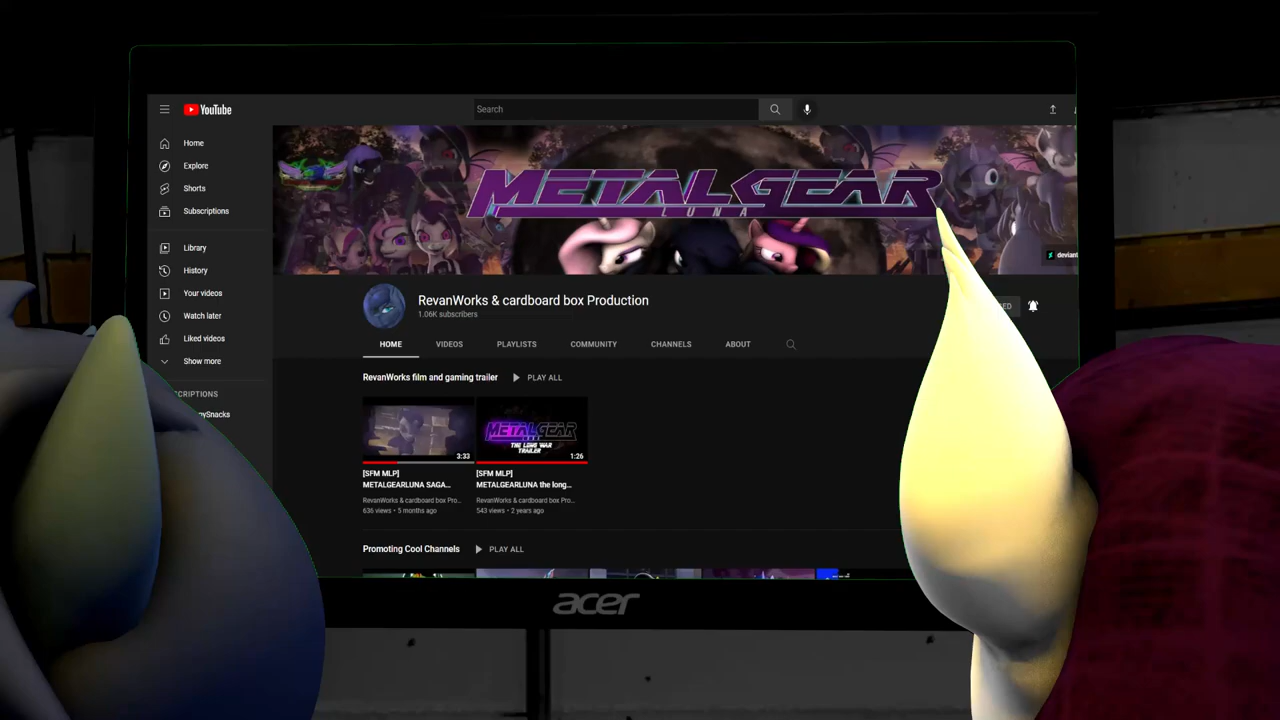 YouTube
Search
Home
Explore
Shorts
Subscriptions
Library
History
Your videos
Watch later
Liked videos
Show more
METAL GEAR
LUNA
RevanWorks & cardboard box Production
1.06K subscribers
HOME VIDEOS PLAYLISTS COMMUNITY CHANNELS ABOUT
RevanWorks film and gaming trailer PLAY ALL
3:33
METAL GEAR
THE LONG WAR
TRAILER
1:26
[SFM MLP]
METALGEARLUNA SAGA...
RevanWorks & cardboard box Pro...
636 views • 5 months ago
[SFM MLP]
METALGEARLUNA the long...
RevanWorks & cardboard box Pro...
543 views • 2 years ago
Promoting Cool Channels PLAY ALL
acer